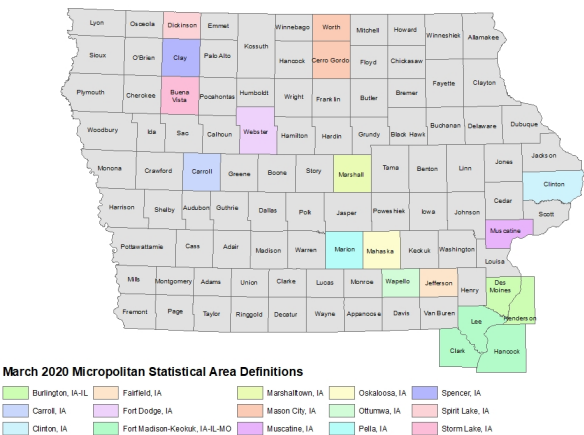 Lyon Osceola Dickinson Emmet Winnebago Worth Mitchell Howard Winneshiek Allamakee
Kossuth
Sioux O'Brien Clay Palo Alto Hancock Cerro Gordo Floyd Chickasaw
Fayette Clayton
Plymouth Cherokee Buena Vista Pocahontas Humboldt Wright Franklin Butler Bremer
Woodbury Ida Sac Calhoun Webster Hamilton Hardin Grundy Black Hawk Buchanan Delaware Dubuque
Monona Crawford Carroll Greene Boone Story Marshall Tama Benton Linn Jones Jackson
Clinton
Harrison Shelby Audubon Guthrie Dallas Polk Jasper Poweshiek Iowa Johnson Cedar Scott
Muscatine
Pottawattamie Cass Adair Madison Warren Marion Mahaska Keokuk Washington Louisa
Mills Montgomery Adams Union Clarke Lucas Monroe Wapello Jefferson Henry Des Moines
Fremont Page Taylor Ringgold Decatur Wayne Appanoose Davis Van Buren Lee Henderson
Clark Hancock
March 2020 Micropolitan Statistical Area Definitions
Burlington, IA-IL Fairfield, IA Marshalltown, IA Oskaloosa, IA Spencer, IA
Carroll, IA Fort Dodge, IA Mason City, IA Ottumwa, IA Spirit Lake, IA
Clinton, IA Fort Madison-Keokuk, IA-IL-MO Muscatine, IA Pella, IA Storm Lake, IA